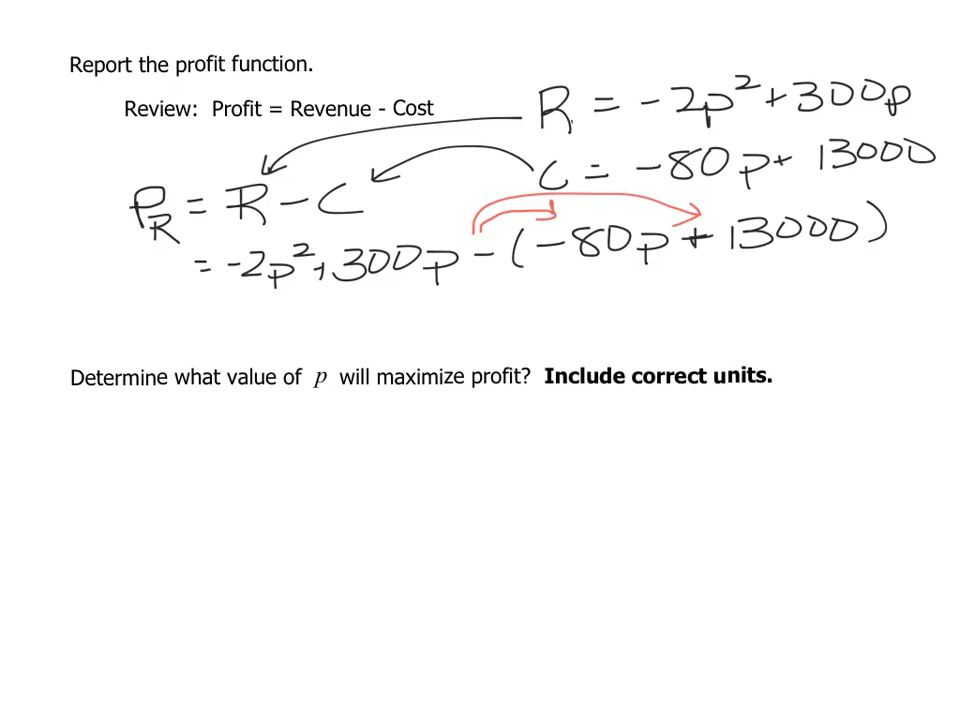 Report the profit function.
Review: Profit = Revenue - Cost
R = -2p² + 300p
C = -80p + 13000
P_R = R - C
= -2p² + 300p - (-80p + 13000)
Determine what value of p will maximize profit? Include correct units.